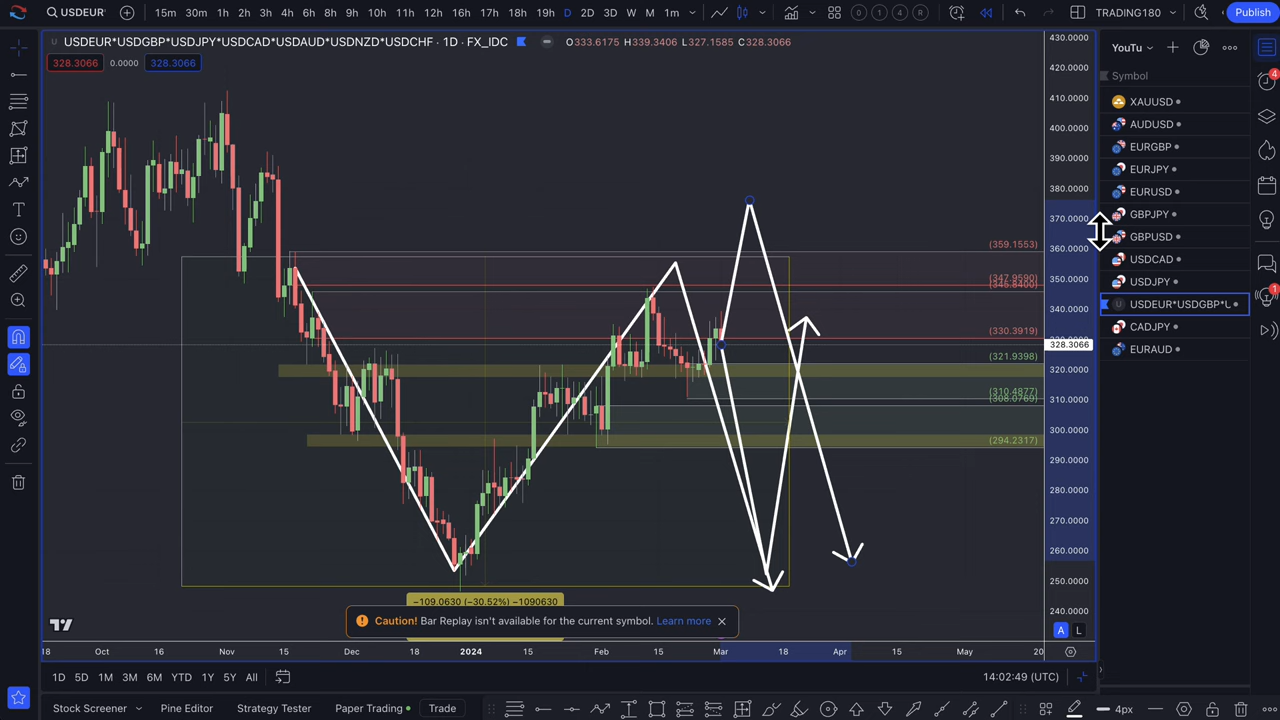 USDEUR 15m 30m 1h 2h 3h 4h 5h 6h 8h 9h 10h 11h 12h 16h 17h 18h 19h D 2D 3D W M 1m TRADING180 Publish
USDEUR*USDGBP*USDJPY*USDCAD*USDAUD*USDNZD*USDCHF · 1D · FX_IDC O333.6175 H339.3406 L327.1585 C328.3066
328.3066 0.0000 328.3066
YouTu
Symbol
XAUUSD
AUDUSD
EURGBP
EURJPY
EURUSD
GBPJPY
GBPUSD
USDCAD
USDJPY
USDEUR*USDGBP*U
CADJPY
EURAUD
4
1
430.0000
420.0000
410.0000
400.0000
390.0000
380.0000
370.0000
360.0000
350.0000
340.0000
328.3066
320.0000
310.0000
300.0000
290.0000
280.0000
270.0000
260.0000
250.0000
240.0000
(359.1553)
(347.9590)
(330.3919)
(321.9398)
(310.4877)
(308.0769)
(294.2317)
−109.0630 (−30.52%) −1090630
Caution! Bar Replay isn't available for the current symbol. Learn more
A L
18 Oct 16 Nov 15 Dec 18 2024 15 Feb 15 Mar 18 Apr 15 May 20
1D 5D 1M 3M 6M YTD 1Y 5Y All 14:02:49 (UTC)
Stock Screener Pine Editor Strategy Tester Paper Trading Trade 4px